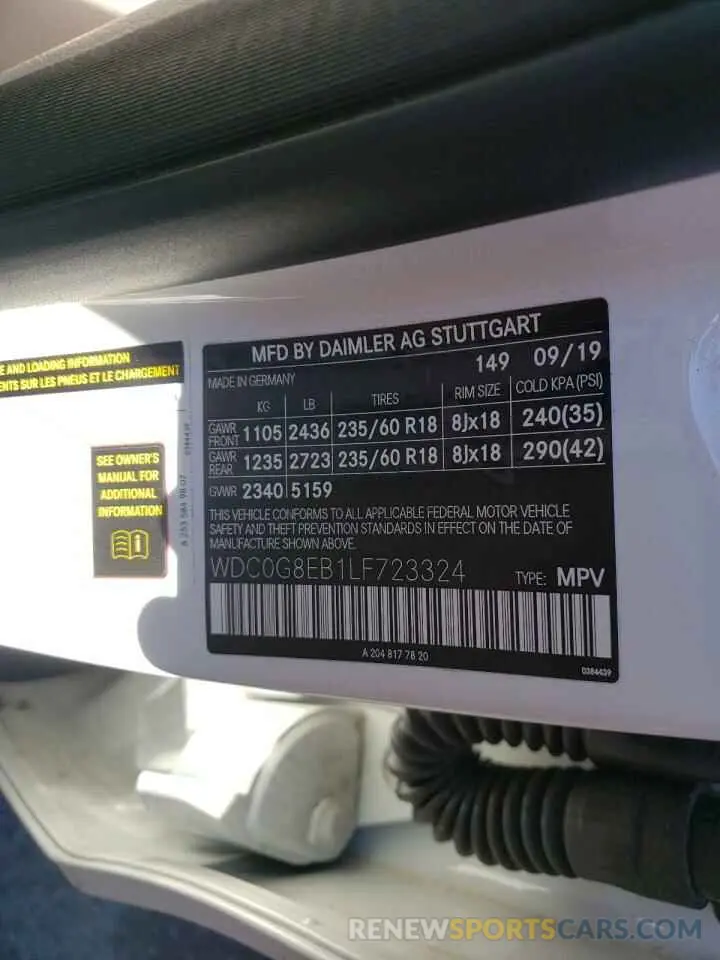 MFD BY DAIMLER AG STUTTGART
MADE IN GERMANY
149 09/19
KG LB TIRES RIM SIZE COLD KPA (PSI)
GAWR FRONT 1105 2436 235/60 R18 8Jx18 240(35)
GAWR REAR 1235 2723 235/60 R18 8Jx18 290(42)
GVWR 2340 5159
THIS VEHICLE CONFORMS TO ALL APPLICABLE FEDERAL MOTOR VEHICLE
SAFETY AND THEFT PREVENTION STANDARDS IN EFFECT ON THE DATE OF
MANUFACTURE SHOWN ABOVE.
WDC0G8EB1LF723324 TYPE: MPV
A 204 817 78 20
0384439
E AND LOADING INFORMATION
ENTS SUR LES PNEUS ET LE CHARGEMENT
SEE OWNER'S
MANUAL FOR
ADDITIONAL
INFORMATION
RENEWSPORTSCARS.COM